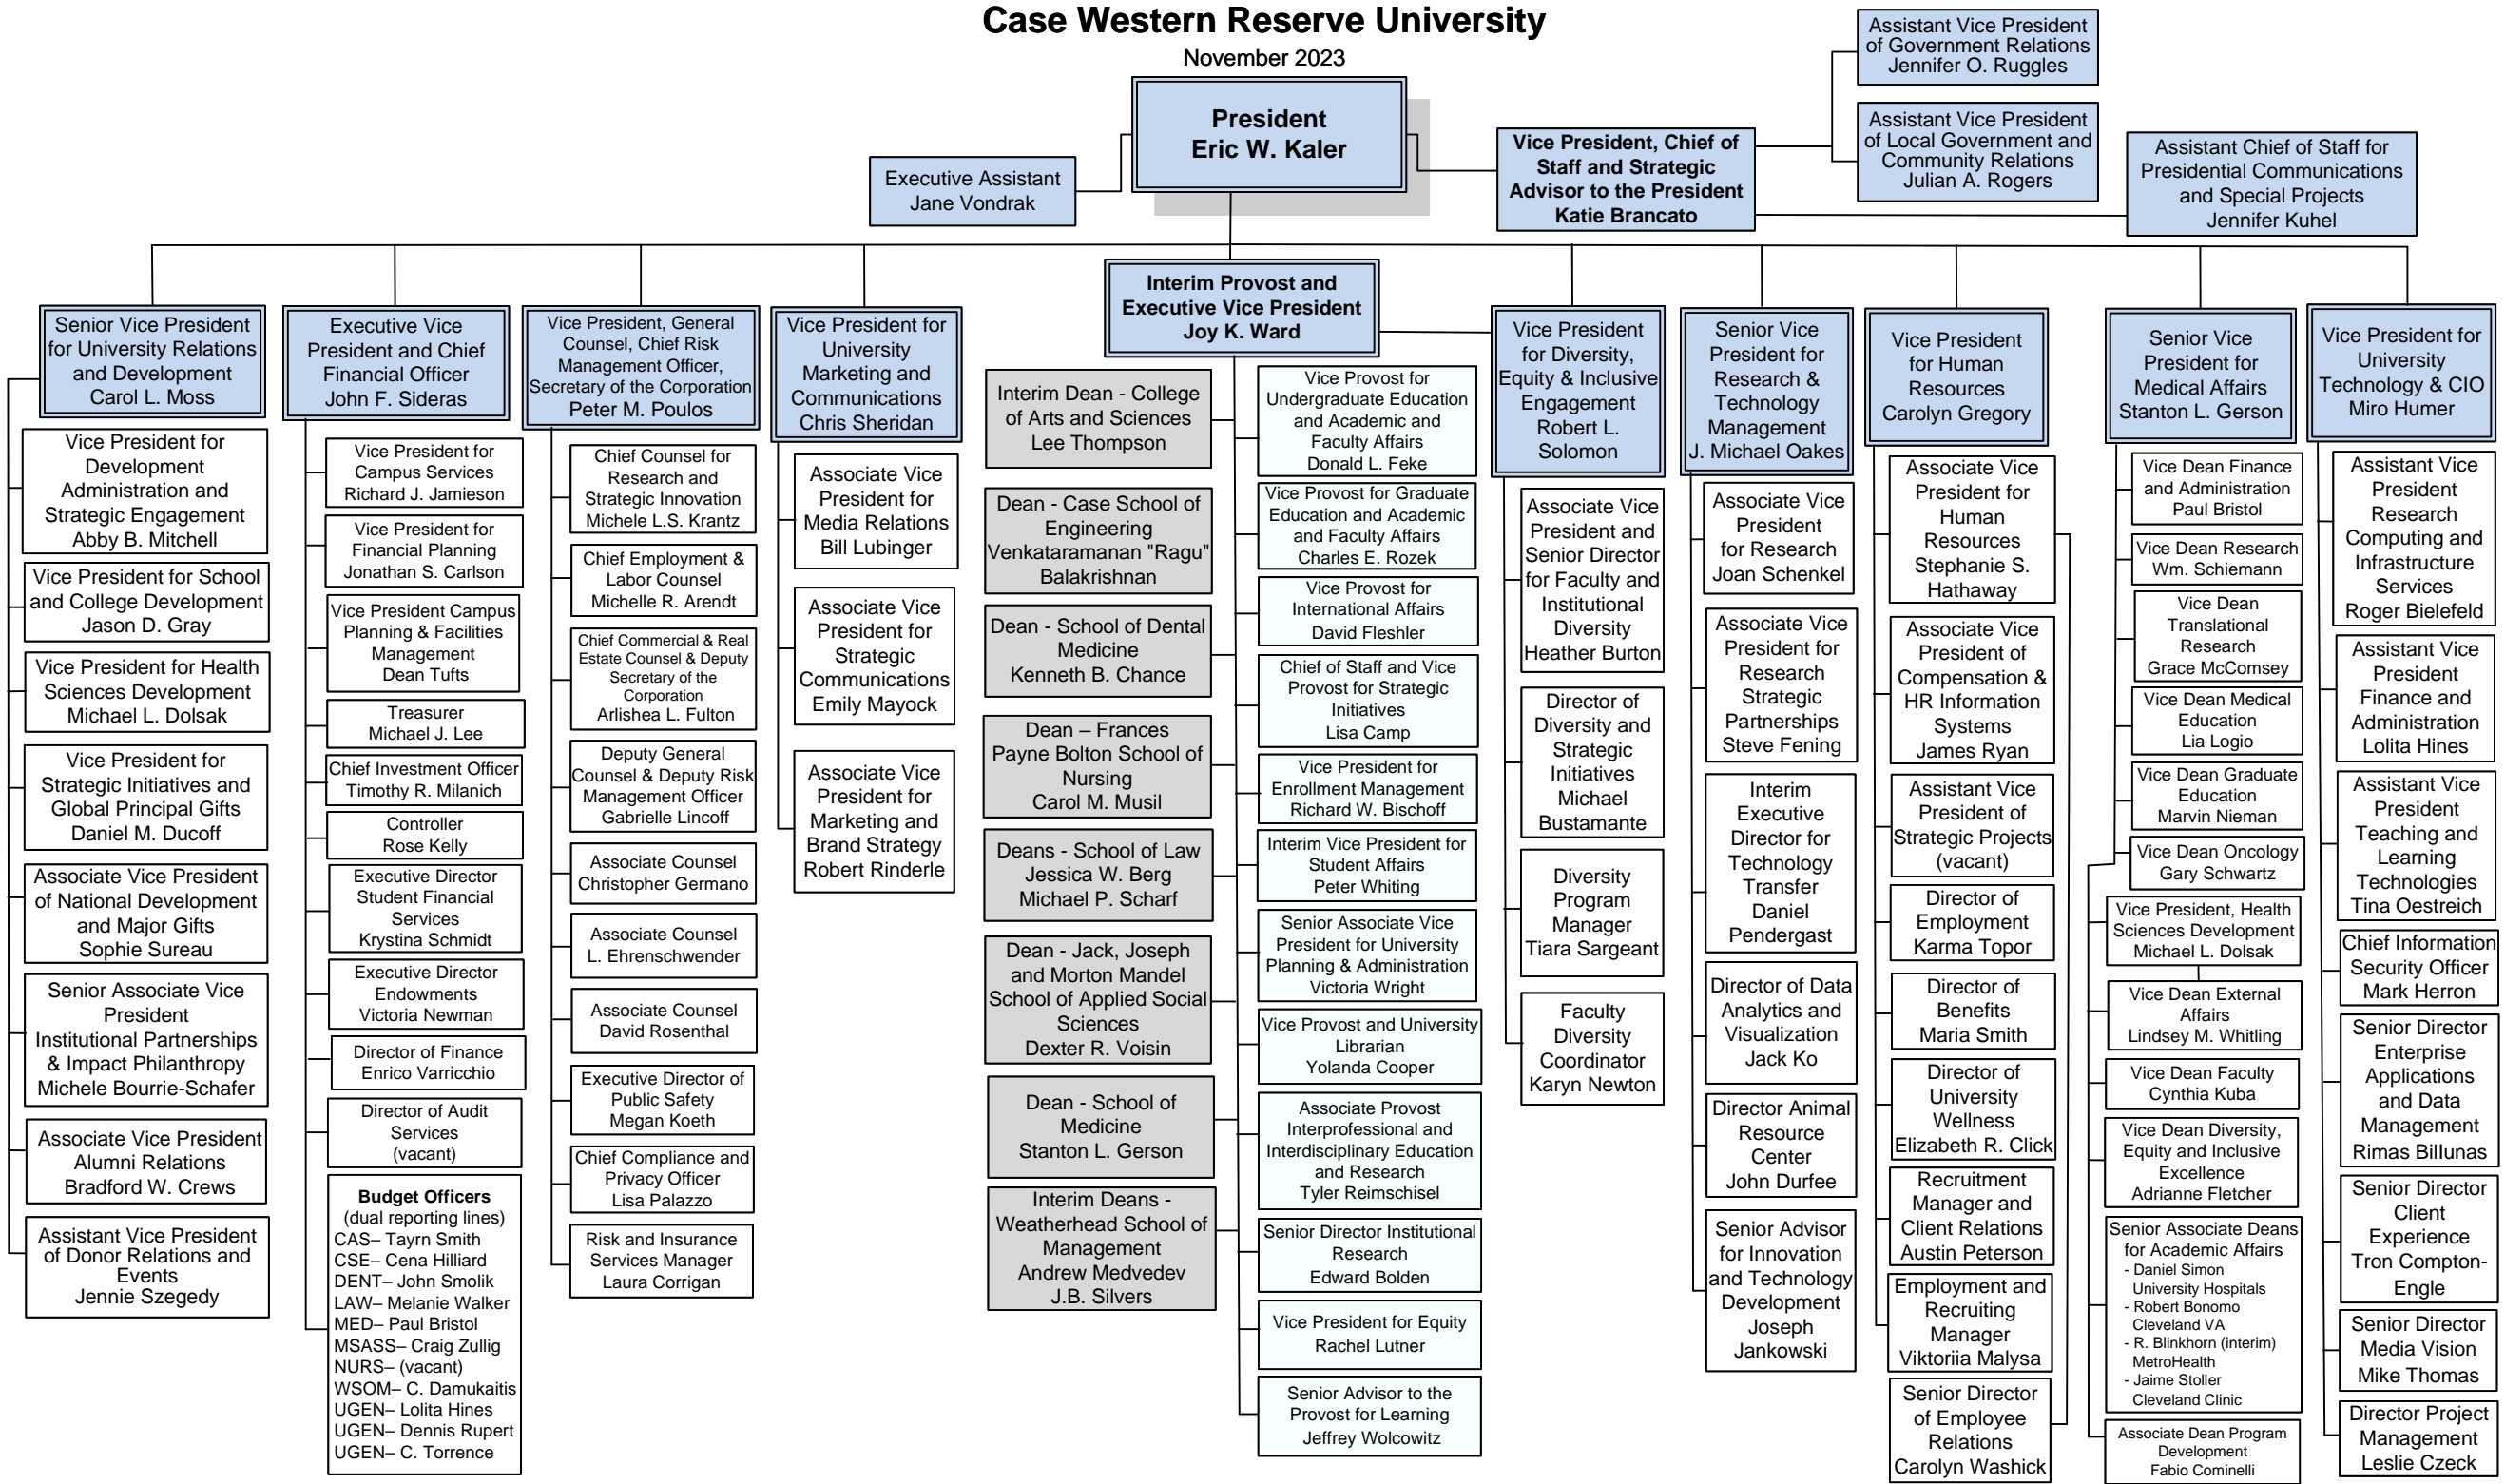 Case Western Reserve University
November 2023
President
Eric W. Kaler
Executive Assistant
Jane Vondrak
Vice President, Chief of
Staff and Strategic
Advisor to the President
Katie Brancato
Assistant Vice President
of Government Relations
Jennifer O. Ruggles
Assistant Vice President
of Local Government and
Community Relations
Julian A. Rogers
Assistant Chief of Staff for
Presidential Communications
and Special Projects
Jennifer Kuhel
Senior Vice President
for University Relations
and Development
Carol L. Moss
Vice President for
Development
Administration and
Strategic Engagement
Abby B. Mitchell
Vice President for School
and College Development
Jason D. Gray
Vice President for Health
Sciences Development
Michael L. Dolsak
Vice President for
Strategic Initiatives and
Global Principal Gifts
Daniel M. Ducoff
Associate Vice President
of National Development
and Major Gifts
Sophie Sureau
Senior Associate Vice
President
Institutional Partnerships
& Impact Philanthropy
Michele Bourrie-Schafer
Associate Vice President
Alumni Relations
Bradford W. Crews
Assistant Vice President
of Donor Relations and
Events
Jennie Szegedy
Executive Vice
President and Chief
Financial Officer
John F. Sideras
Vice President for
Campus Services
Richard J. Jamieson
Vice President for
Financial Planning
Jonathan S. Carlson
Vice President Campus
Planning & Facilities
Management
Dean Tufts
Treasurer
Michael J. Lee
Chief Investment Officer
Timothy R. Milanich
Controller
Rose Kelly
Executive Director
Student Financial
Services
Krystina Schmidt
Executive Director
Endowments
Victoria Newman
Director of Finance
Enrico Varricchio
Director of Audit
Services
(vacant)
Budget Officers
(dual reporting lines)
CAS– Tayrn Smith
CSE– Cena Hilliard
DENT– John Smolik
LAW– Melanie Walker
MED– Paul Bristol
MSASS– Craig Zullig
NURS– (vacant)
WSOM– C. Damukaitis
UGEN– Lolita Hines
UGEN– Dennis Rupert
UGEN– C. Torrence
Vice President, General
Counsel, Chief Risk
Management Officer,
Secretary of the Corporation
Peter M. Poulos
Chief Counsel for
Research and
Strategic Innovation
Michele L.S. Krantz
Chief Employment &
Labor Counsel
Michelle R. Arendt
Chief Commercial & Real
Estate Counsel & Deputy
Secretary of the
Corporation
Arlishea L. Fulton
Deputy General
Counsel & Deputy Risk
Management Officer
Gabrielle Lincoff
Associate Counsel
Christopher Germano
Associate Counsel
L. Ehrenschwender
Associate Counsel
David Rosenthal
Executive Director of
Public Safety
Megan Koeth
Chief Compliance and
Privacy Officer
Lisa Palazzo
Risk and Insurance
Services Manager
Laura Corrigan
Vice President for
University
Marketing and
Communications
Chris Sheridan
Associate Vice
President for
Media Relations
Bill Lubinger
Associate Vice
President for
Strategic
Communications
Emily Mayock
Associate Vice
President for
Marketing and
Brand Strategy
Robert Rinderle
Interim Provost and
Executive Vice President
Joy K. Ward
Interim Dean - College
of Arts and Sciences
Lee Thompson
Dean - Case School of
Engineering
Venkataramanan "Ragu"
Balakrishnan
Dean - School of Dental
Medicine
Kenneth B. Chance
Dean – Frances
Payne Bolton School of
Nursing
Carol M. Musil
Deans - School of Law
Jessica W. Berg
Michael P. Scharf
Dean - Jack, Joseph
and Morton Mandel
School of Applied Social
Sciences
Dexter R. Voisin
Dean - School of
Medicine
Stanton L. Gerson
Interim Deans -
Weatherhead School of
Management
Andrew Medvedev
J.B. Silvers
Vice Provost for
Undergraduate Education
and Academic and
Faculty Affairs
Donald L. Feke
Vice Provost for Graduate
Education and Academic
and Faculty Affairs
Charles E. Rozek
Vice Provost for
International Affairs
David Fleshler
Chief of Staff and Vice
Provost for Strategic
Initiatives
Lisa Camp
Vice President for
Enrollment Management
Richard W. Bischoff
Interim Vice President for
Student Affairs
Peter Whiting
Senior Associate Vice
President for University
Planning & Administration
Victoria Wright
Vice Provost and University
Librarian
Yolanda Cooper
Associate Provost
Interprofessional and
Interdisciplinary Education
and Research
Tyler Reimschisel
Senior Director Institutional
Research
Edward Bolden
Vice President for Equity
Rachel Lutner
Senior Advisor to the
Provost for Learning
Jeffrey Wolcowitz
Vice President
for Diversity,
Equity & Inclusive
Engagement
Robert L.
Solomon
Associate Vice
President and
Senior Director
for Faculty and
Institutional
Diversity
Heather Burton
Director of
Diversity and
Strategic
Initiatives
Michael
Bustamante
Diversity
Program
Manager
Tiara Sargeant
Faculty
Diversity
Coordinator
Karyn Newton
Senior Vice
President for
Research &
Technology
Management
J. Michael Oakes
Associate Vice
President
for Research
Joan Schenkel
Associate Vice
President for
Research
Strategic
Partnerships
Steve Fening
Interim
Executive
Director for
Technology
Transfer
Daniel
Pendergast
Director of Data
Analytics and
Visualization
Jack Ko
Director Animal
Resource
Center
John Durfee
Senior Advisor
for Innovation
and Technology
Development
Joseph
Jankowski
Vice President
for Human
Resources
Carolyn Gregory
Associate Vice
President for
Human
Resources
Stephanie S.
Hathaway
Associate Vice
President of
Compensation &
HR Information
Systems
James Ryan
Assistant Vice
President of
Strategic Projects
(vacant)
Director of
Employment
Karma Topor
Director of
Benefits
Maria Smith
Director of
University
Wellness
Elizabeth R. Click
Recruitment
Manager and
Client Relations
Austin Peterson
Employment and
Recruiting
Manager
Viktoriia Malysa
Senior Director
of Employee
Relations
Carolyn Washick
Senior Vice
President for
Medical Affairs
Stanton L. Gerson
Vice Dean Finance
and Administration
Paul Bristol
Vice Dean Research
Wm. Schiemann
Vice Dean
Translational
Research
Grace McComsey
Vice Dean Medical
Education
Lia Logio
Vice Dean Graduate
Education
Marvin Nieman
Vice Dean Oncology
Gary Schwartz
Vice President, Health
Sciences Development
Michael L. Dolsak
Vice Dean External
Affairs
Lindsey M. Whitling
Vice Dean Faculty
Cynthia Kuba
Vice Dean Diversity,
Equity and Inclusive
Excellence
Adrianne Fletcher
Senior Associate Deans
for Academic Affairs
- Daniel Simon
University Hospitals
- Robert Bonomo
Cleveland VA
- R. Blinkhorn (interim)
MetroHealth
- Jaime Stoller
Cleveland Clinic
Associate Dean Program
Development
Fabio Cominelli
Vice President for
University
Technology & CIO
Miro Humer
Assistant Vice
President
Research
Computing and
Infrastructure
Services
Roger Bielefeld
Assistant Vice
President
Finance and
Administration
Lolita Hines
Assistant Vice
President
Teaching and
Learning
Technologies
Tina Oestreich
Chief Information
Security Officer
Mark Herron
Senior Director
Enterprise
Applications
and Data
Management
Rimas Billunas
Senior Director
Client
Experience
Tron Compton-
Engle
Senior Director
Media Vision
Mike Thomas
Director Project
Management
Leslie Czeck